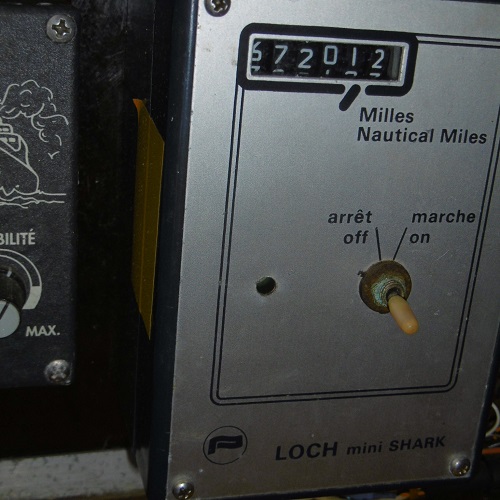 672012
Milles
Nautical Miles
arrêt marche
off on
BILITÉ
MAX.
LOCH mini SHARK